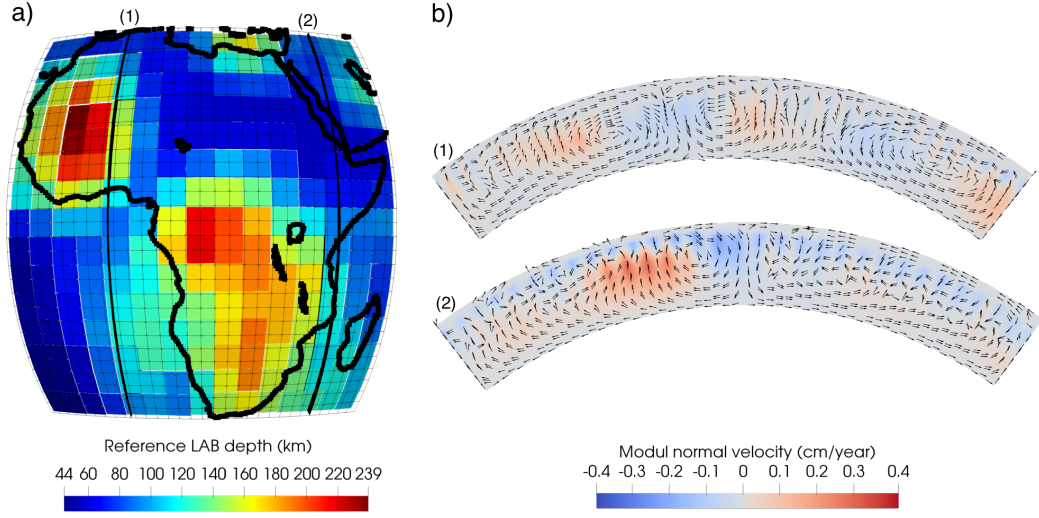 a)
(1)
(2)
Reference LAB depth (km)
44 60 80 100 120 140 160 180 200 220 239
b)
(1)
(2)
Modul normal velocity (cm/year)
-0.4 -0.3 -0.2 -0.1 0 0.1 0.2 0.3 0.4